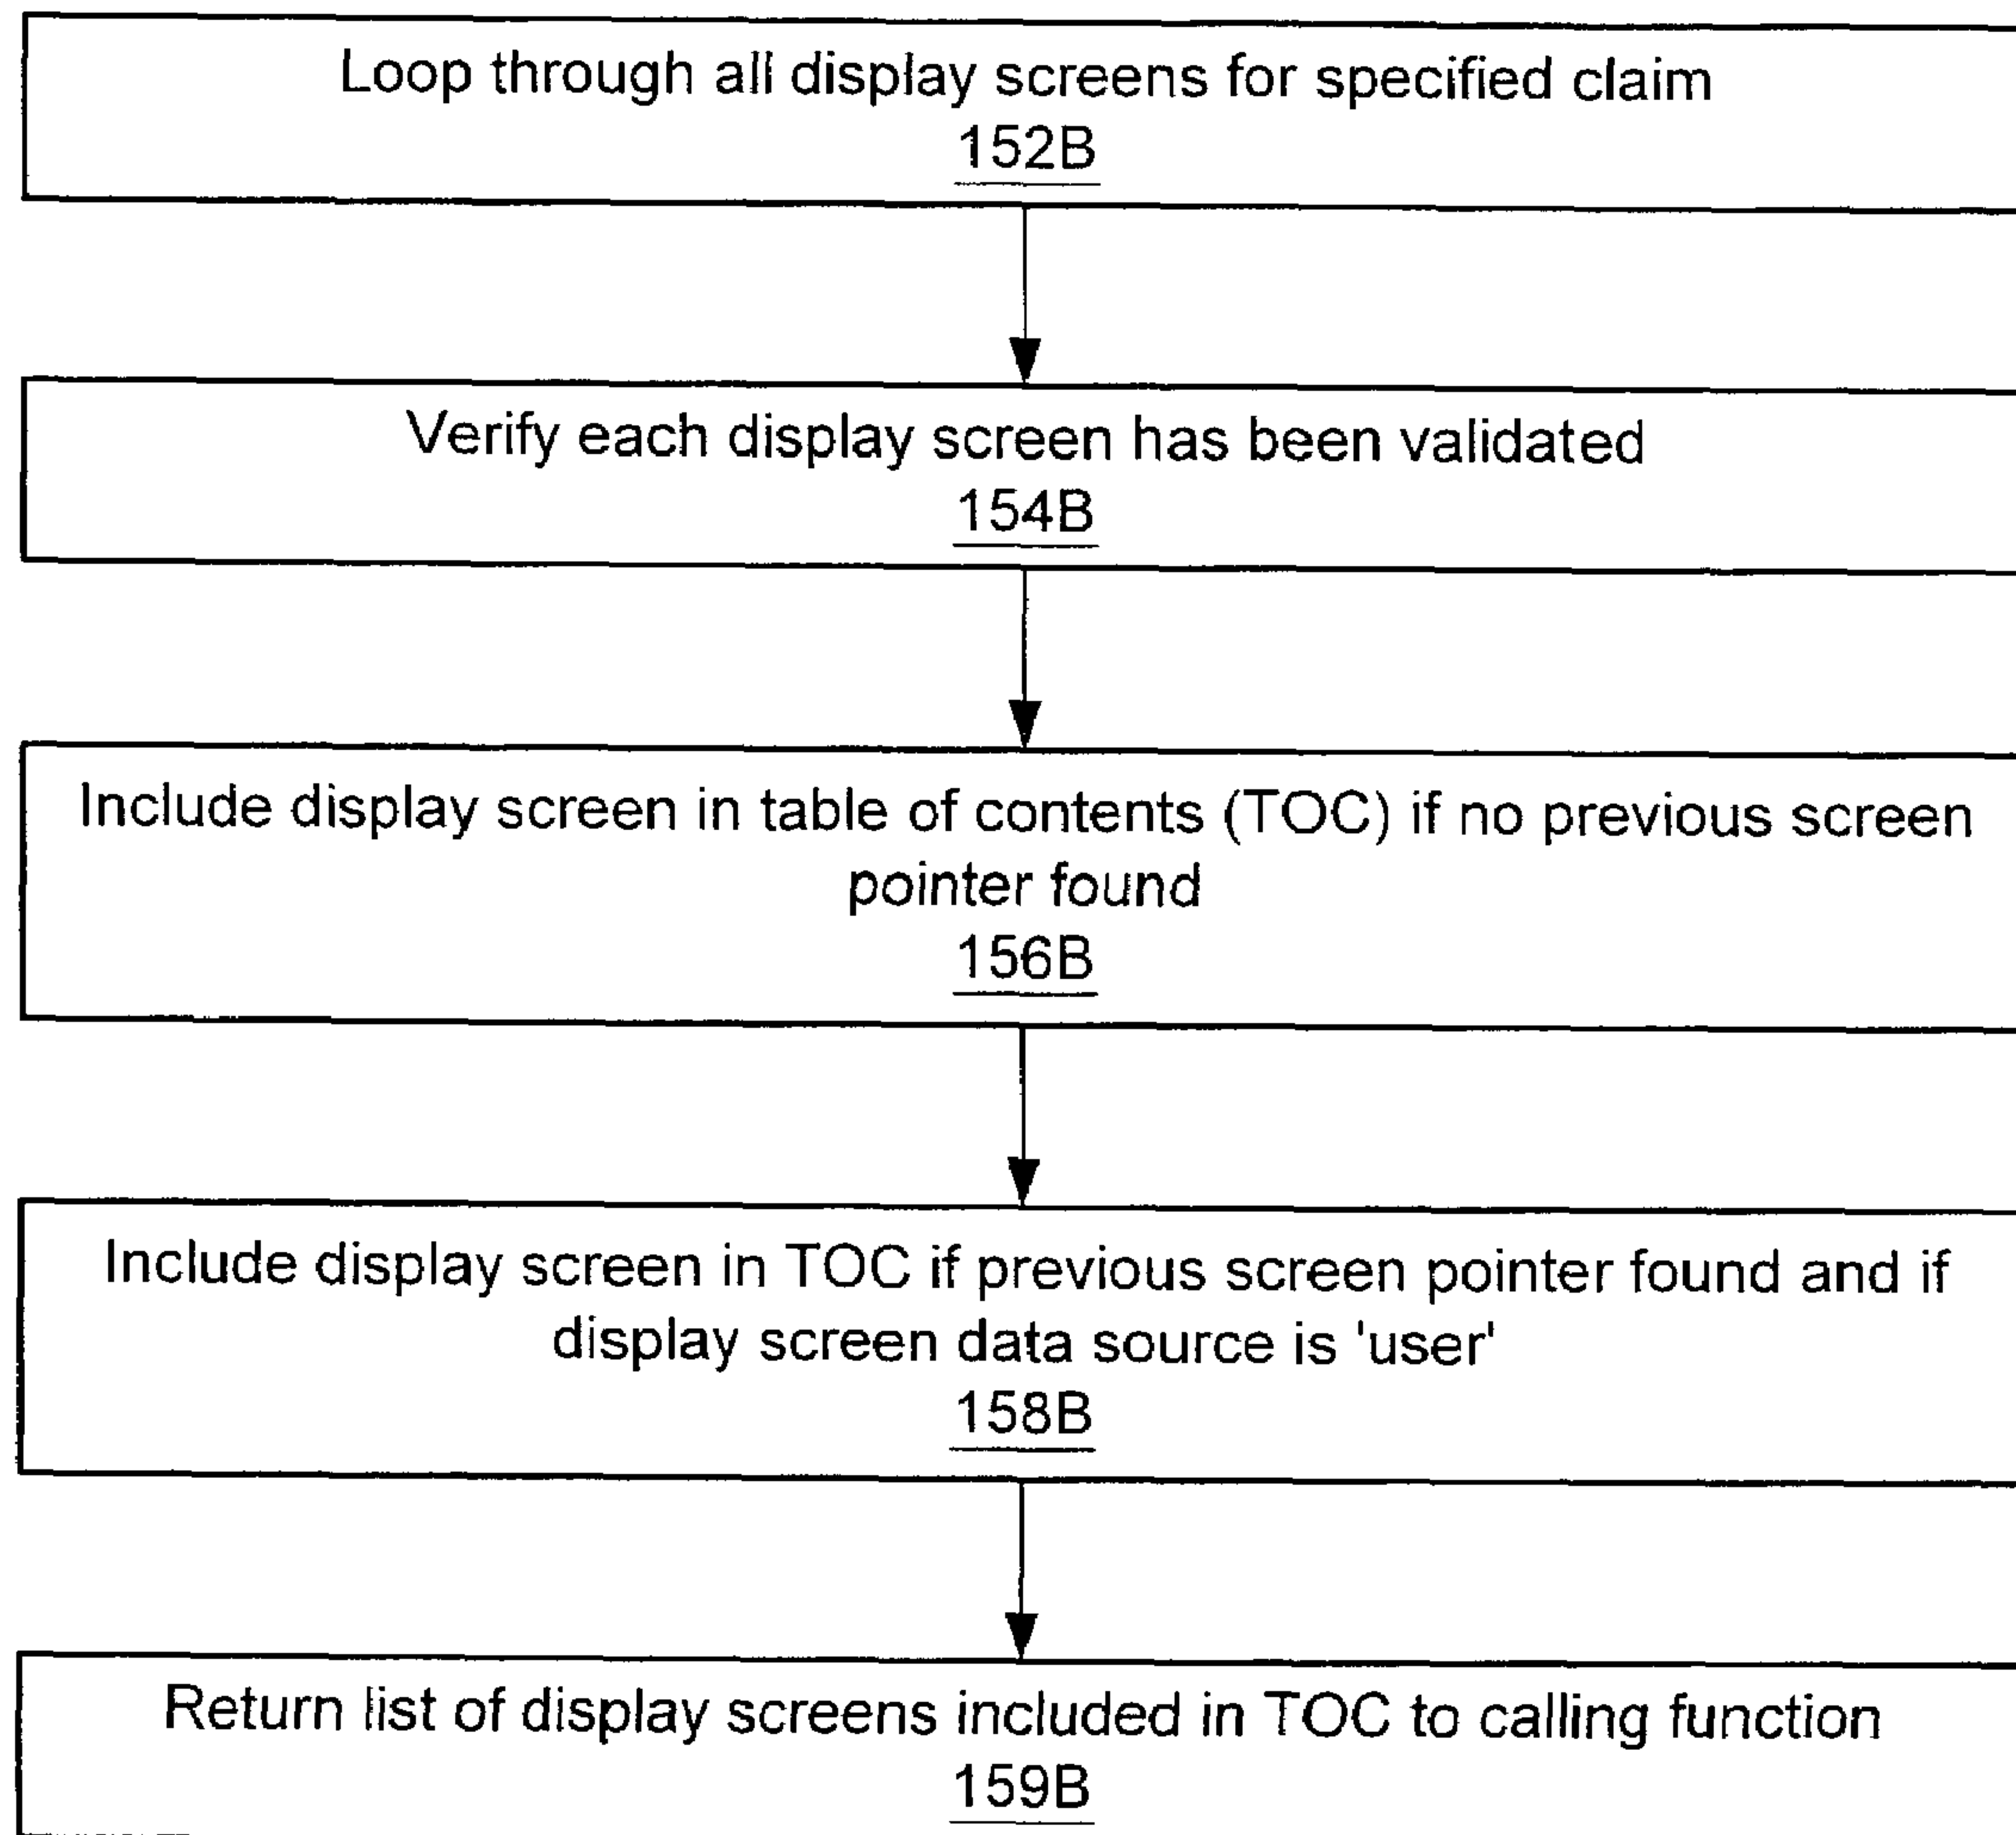 Loop through all display screens for specified claim
152B
Verify each display screen has been validated
154B
Include display screen in table of contents (TOC) if no previous screen
pointer found
156B
Include display screen in TOC if previous screen pointer found and if
display screen data source is 'user'
158B
Return list of display screens included in TOC to calling function
159B